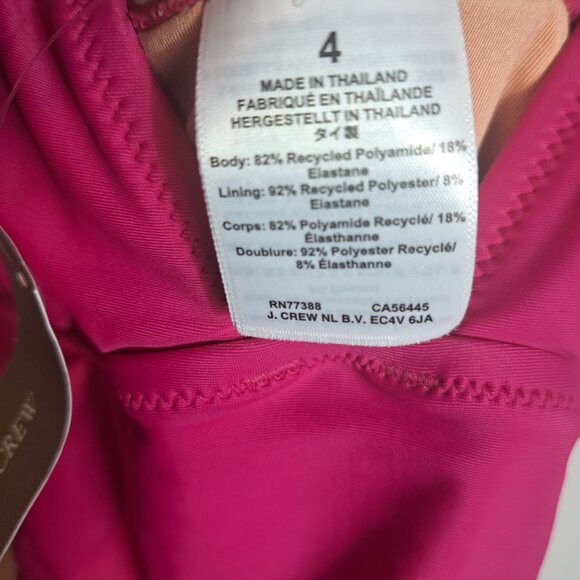 4
MADE IN THAILAND
FABRIQUÉ EN THAÏLANDE
HERGESTELLT IN THAILAND
タイ製
Body: 82% Recycled Polyamide/ 18%
Elastane
Lining: 92% Recycled Polyester/ 8%
Elastane
Corps: 82% Polyamide Recyclé/ 18%
Élasthanne
Doublure: 92% Polyester Recyclé/
8% Élasthanne
RN77388 CA56445
J. CREW NL B.V. EC4V 6JA
CREW